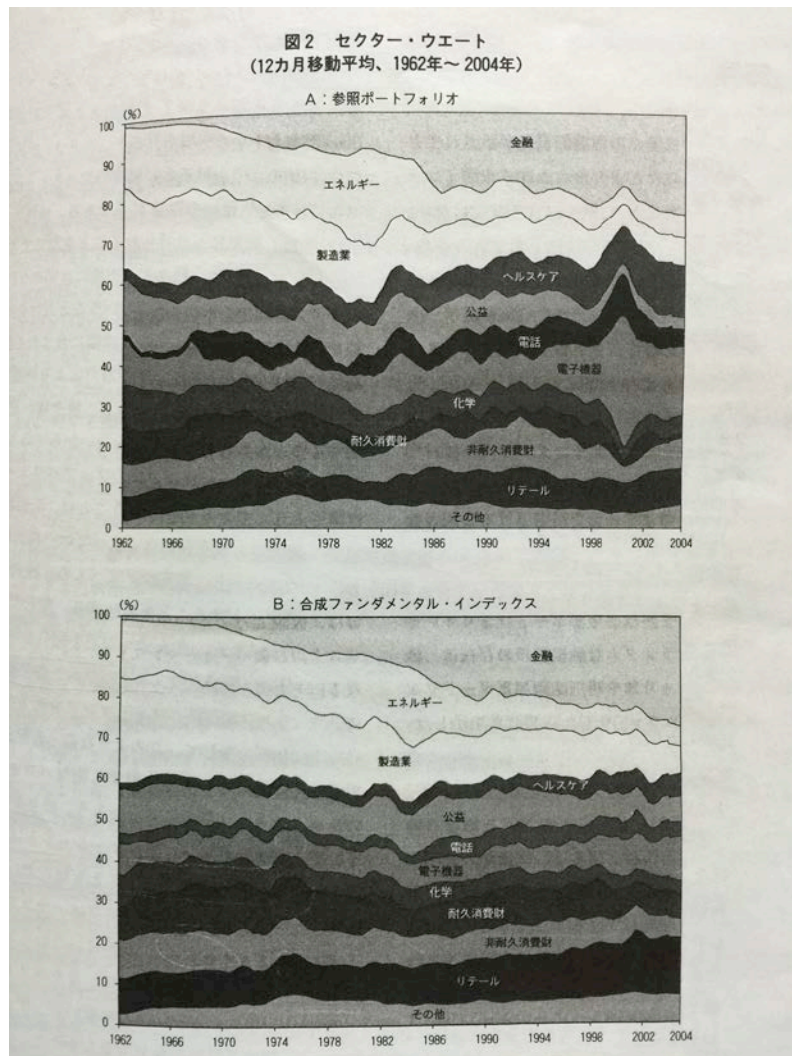 図2 セクター・ウエート
(12カ月移動平均、1962年～2004年)
A：参照ポートフォリオ
(%)
100
90
80
70
60
50
40
30
20
10
0
金融
エネルギー
製造業
ヘルスケア
公益
電話
電子機器
化学
耐久消費財
非耐久消費財
リテール
その他
1962 1966 1970 1974 1978 1982 1986 1990 1994 1998 2002 2004
B：合成ファンダメンタル・インデックス
(%)
100
90
80
70
60
50
40
30
20
10
0
金融
エネルギー
製造業
ヘルスケア
公益
電話
電子機器
化学
耐久消費財
非耐久消費財
リテール
その他
1962 1966 1970 1974 1978 1982 1986 1990 1994 1998 2002 2004